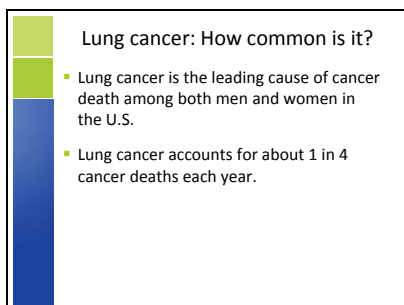 Lung cancer: How common is it?
Lung cancer is the leading cause of cancer
death among both men and women in
the U.S.
Lung cancer accounts for about 1 in 4
cancer deaths each year.